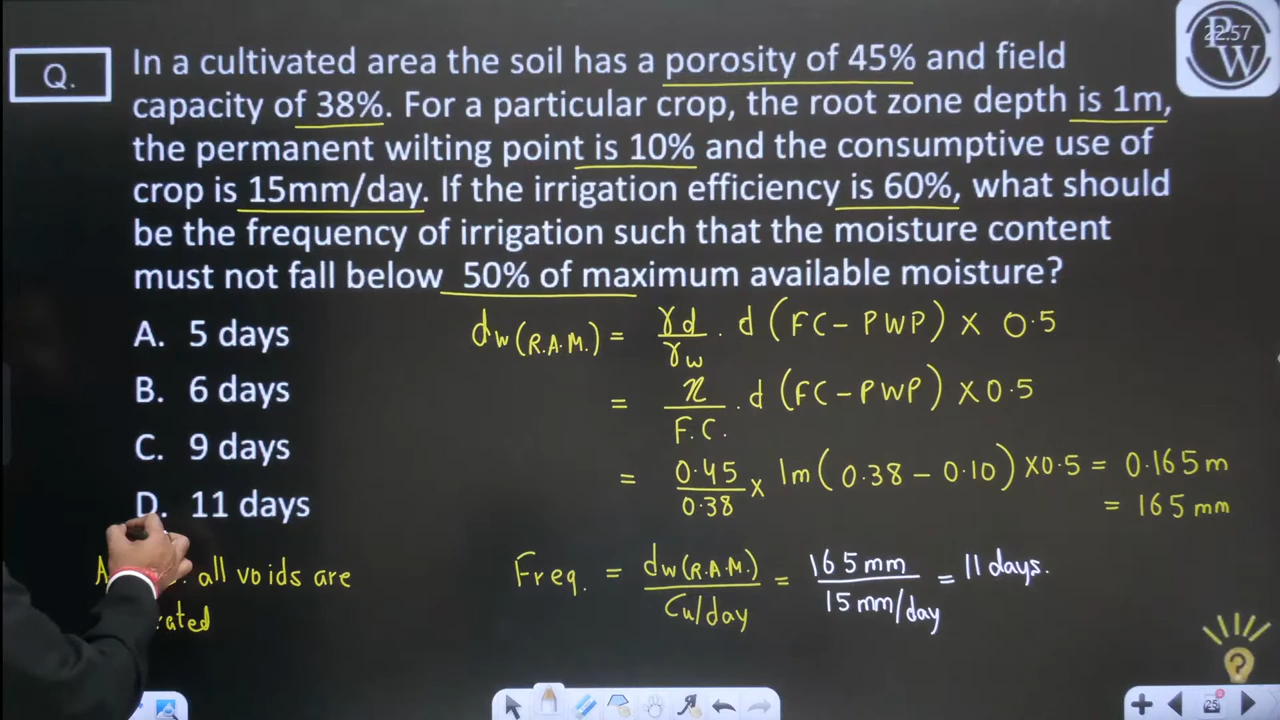 22:57
PW
Q.
In a cultivated area the soil has a porosity of 45% and field
capacity of 38%. For a particular crop, the root zone depth is 1m,
the permanent wilting point is 10% and the consumptive use of
crop is 15mm/day. If the irrigation efficiency is 60%, what should
be the frequency of irrigation such that the moisture content
must not fall below 50% of maximum available moisture?
A. 5 days
B. 6 days
C. 9 days
D. 11 days
dw(R.A.M.) = γd/γw . d (FC - PWP) × 0.5
= n/F.C. . d (FC - PWP) × 0.5
= 0.45/0.38 × 1m (0.38 - 0.10) × 0.5 = 0.165 m
= 165 mm
all voids are
Freq. = dw(R.A.M.)/Cu/day = 165 mm/15 mm/day = 11 days.
25